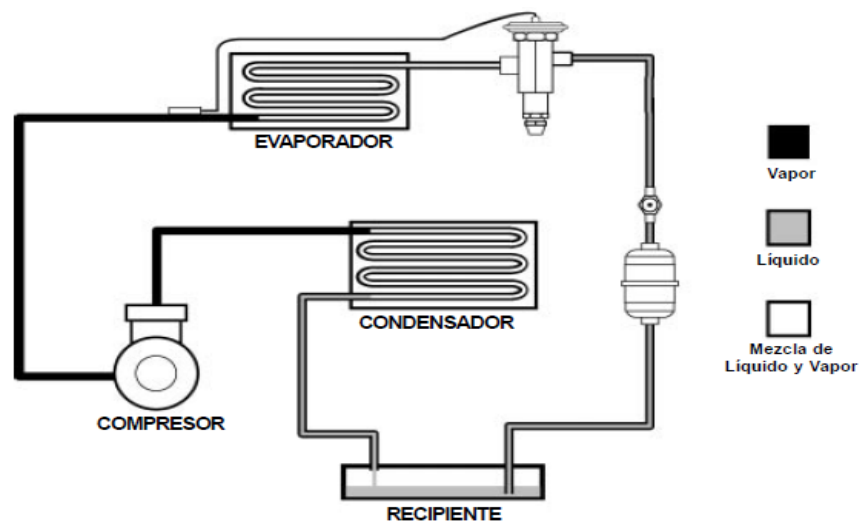 EVAPORADOR
Vapor
Líquido
CONDENSADOR
Mezcla de
Líquido y Vapor
COMPRESOR
RECIPIENTE